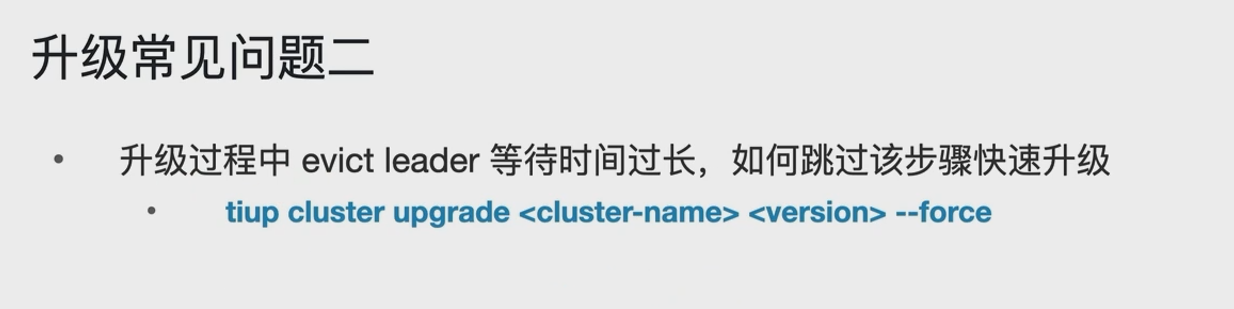 升级常见问题二
• 升级过程中 evict leader 等待时间过长，如何跳过该步骤快速升级
• tiup cluster upgrade <cluster-name> <version> --force